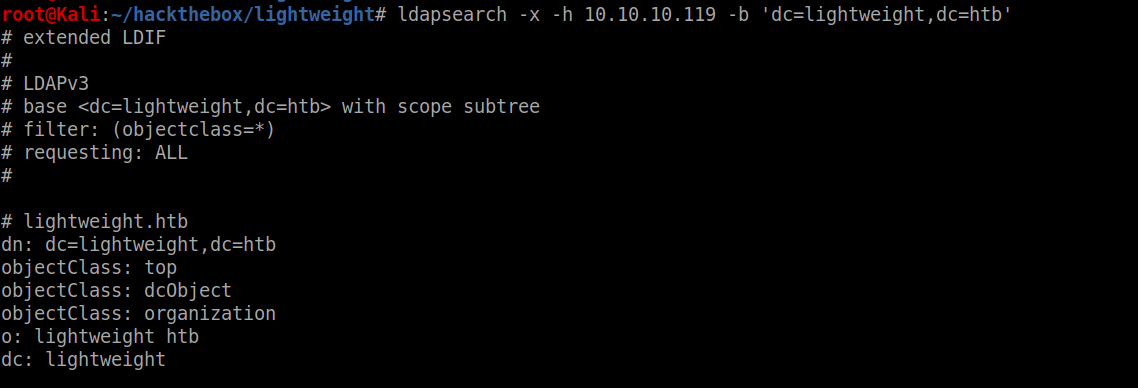 root@Kali:~/hackthebox/lightweight# ldapsearch -x -h 10.10.10.119 -b 'dc=lightweight,dc=htb'
# extended LDIF
#
# LDAPv3
# base <dc=lightweight,dc=htb> with scope subtree
# filter: (objectclass=*)
# requesting: ALL
#
# lightweight.htb
dn: dc=lightweight,dc=htb
objectClass: top
objectClass: dcObject
objectClass: organization
o: lightweight htb
dc: lightweight